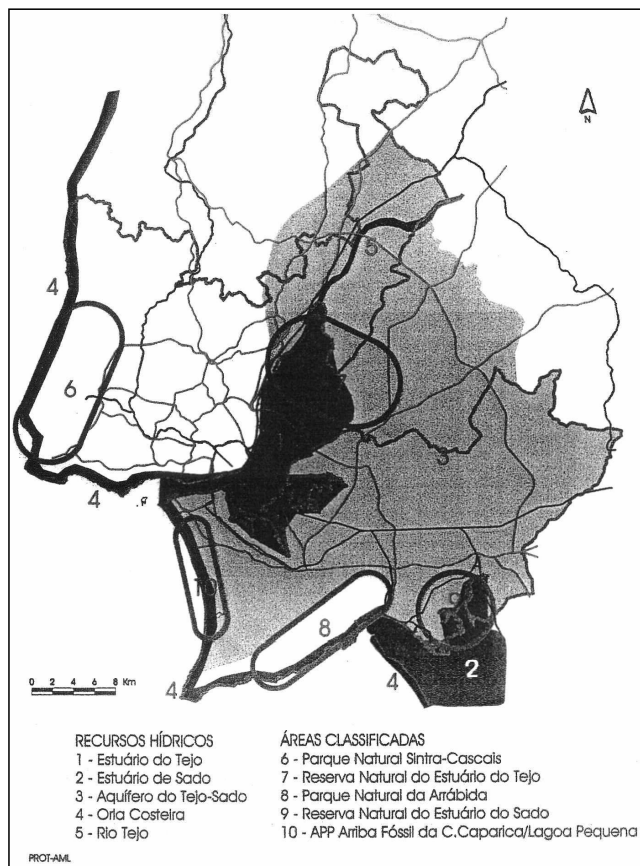 N
5
4
6
3
4
10
8
9
2
4
4
0 2 4 6 8 Km
RECURSOS HÍDRICOS
1 - Estuário do Tejo
2 - Estuário de Sado
3 - Aquífero do Tejo-Sado
4 - Orla Costeira
5 - Rio Tejo
ÁREAS CLASSIFICADAS
6 - Parque Natural Sintra-Cascais
7 - Reserva Natural do Estuário do Tejo
8 - Parque Natural da Arrábida
9 - Reserva Natural do Estuário do Sado
10 - APP Arriba Fóssil da C.Caparica/Lagoa Pequena
PROT-AML